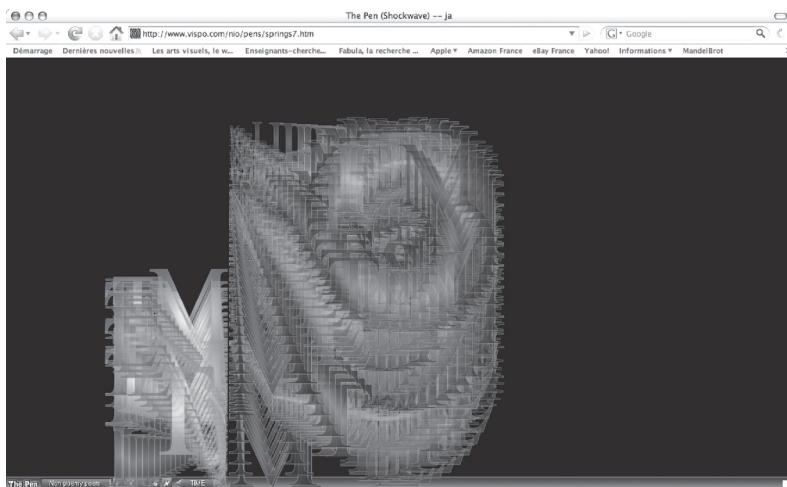 The Pen (Shockwave) -- ja
http://www.vispo.com/nio/pens/springs7.htm
Google
Démarrage Dernières nouvelles Les arts visuels, le w... Enseignants-cherche... Fabula, la recherche ... Apple Amazon France eBay France Yahoo! Informations MandelBrot
M
The Pen TIME